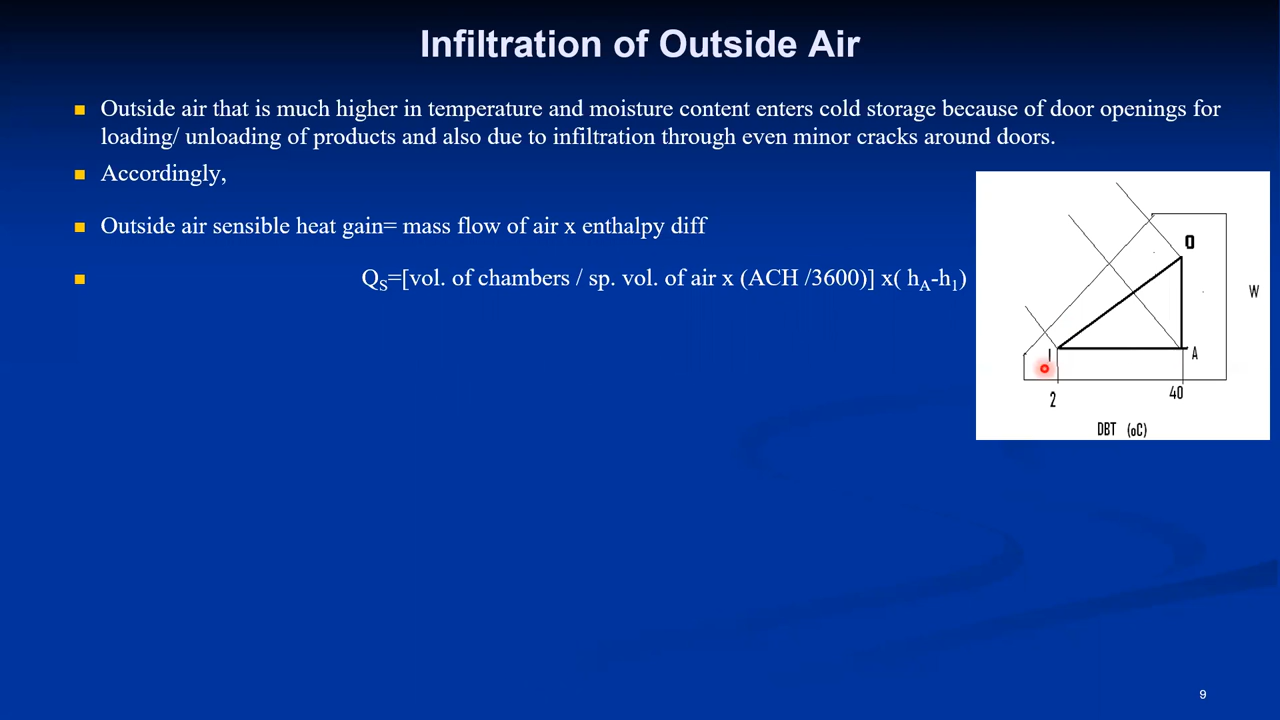 Infiltration of Outside Air
Outside air that is much higher in temperature and moisture content enters cold storage because of door openings for
loading/ unloading of products and also due to infiltration through even minor cracks around doors.
Accordingly,
Outside air sensible heat gain= mass flow of air x enthalpy diff
QS=[vol. of chambers / sp. vol. of air x (ACH /3600)] x( hA-h1)
O
W
I
A
2
40
DBT (oC)
9